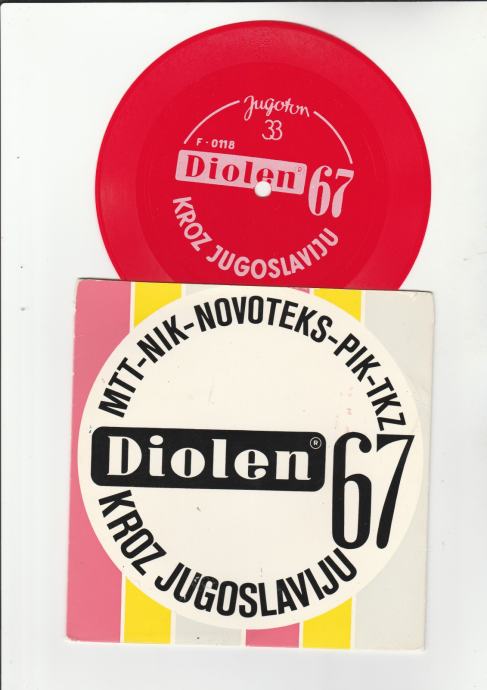 Jugoton
33
F-0118
Diolen® 67
KROZ JUGOSLAVIJU
MTT-NIK-NOVOTEKS-PIK-TKZ
Diolen® 67
KROZ JUGOSLAVIJU